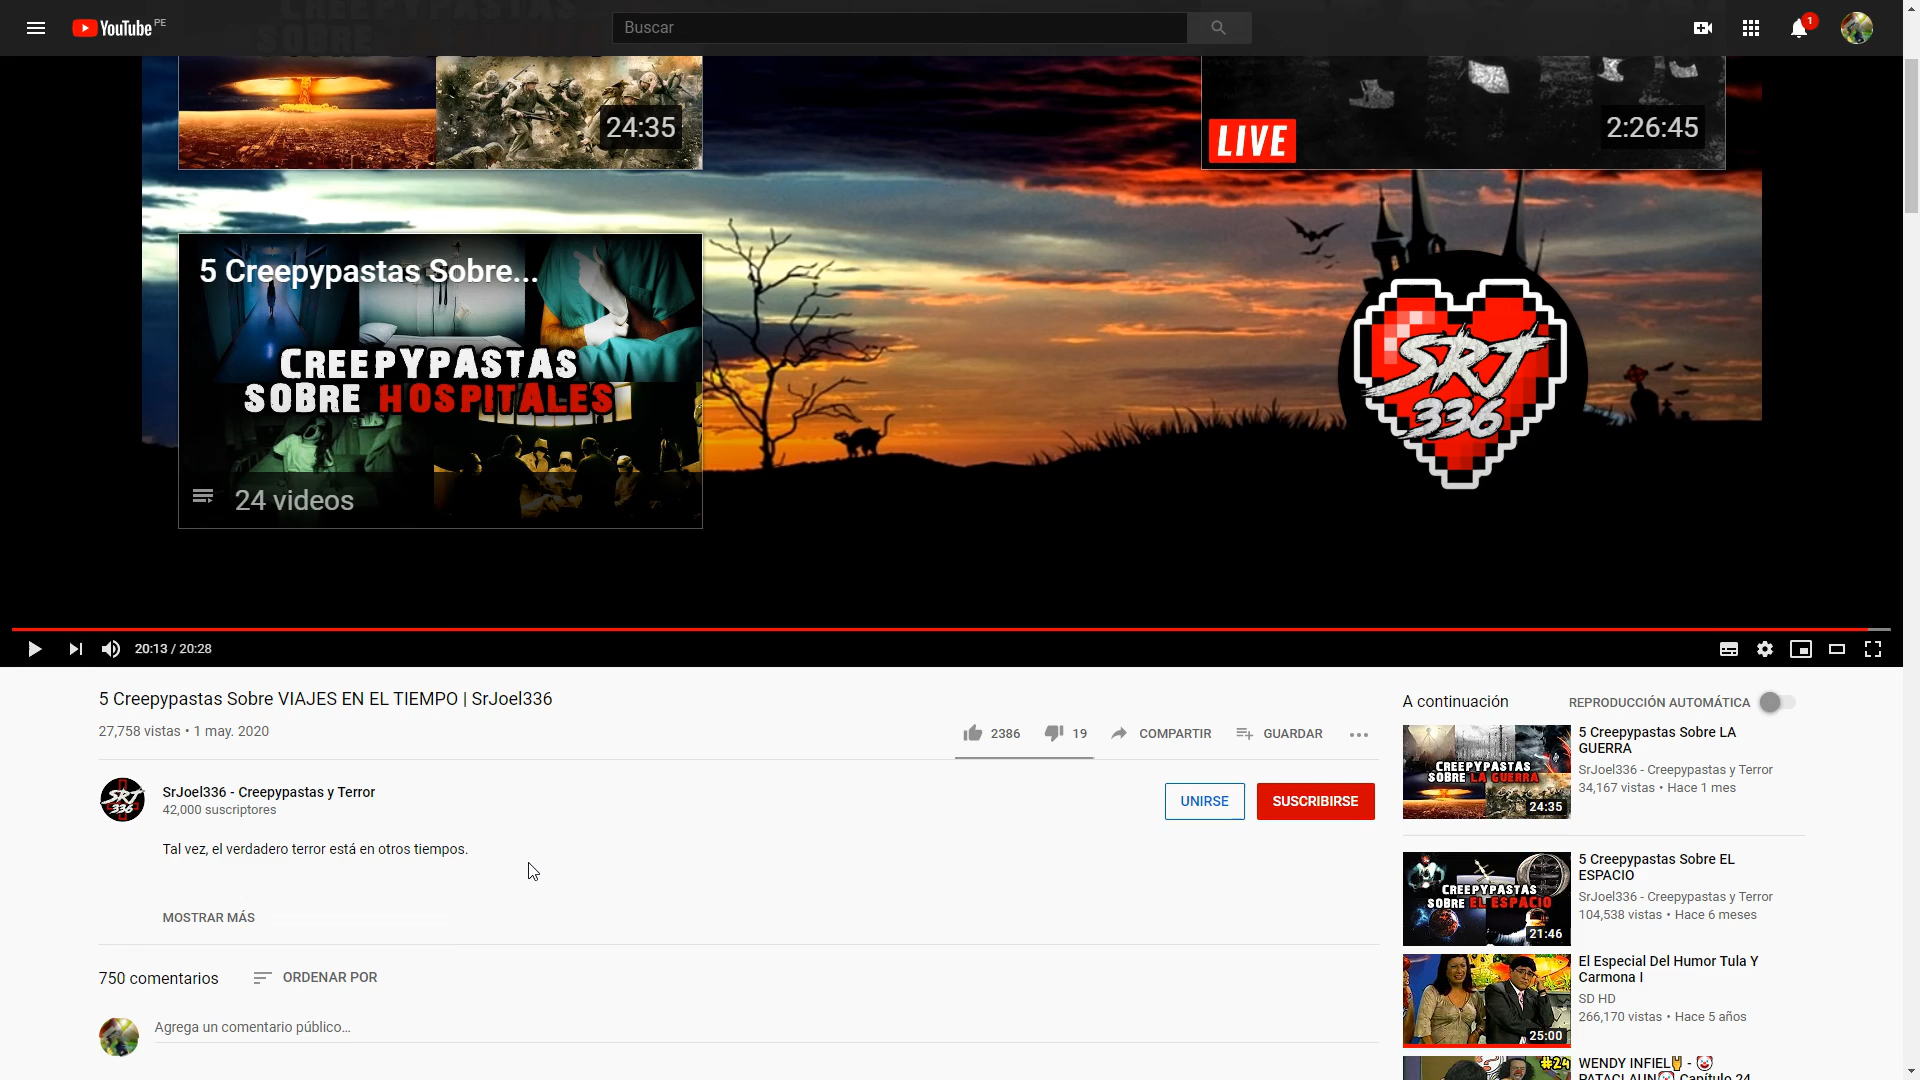 YouTube PE
Buscar
1
24:35
LIVE
2:26:45
5 Creepypastas Sobre...
CREEPYPASTAS
SOBRE HOSPITALES
24 videos
SRJ
336
20:13 / 20:28
5 Creepypastas Sobre VIAJES EN EL TIEMPO | SrJoel336
27,758 vistas • 1 may. 2020
2386
19
COMPARTIR
GUARDAR
SRJ
336
SrJoel336 - Creepypastas y Terror
42,000 suscriptores
UNIRSE
SUSCRIBIRSE
Tal vez, el verdadero terror está en otros tiempos.
MOSTRAR MÁS
750 comentarios
ORDENAR POR
Agrega un comentario público...
A continuación
REPRODUCCIÓN AUTOMÁTICA
CREEPYPASTAS
SOBRE LA GUERRA
24:35
5 Creepypastas Sobre LA
GUERRA
SrJoel336 - Creepypastas y Terror
34,167 vistas • Hace 1 mes
CREEPYPASTAS
SOBRE EL ESPACIO
21:46
5 Creepypastas Sobre EL
ESPACIO
SrJoel336 - Creepypastas y Terror
104,538 vistas • Hace 6 meses
25:00
El Especial Del Humor Tula Y
Carmona I
SD HD
266,170 vistas • Hace 5 años
#24
WENDY INFIEL🤘 - 🤡
PATACLAUN🤡 Capítulo 24